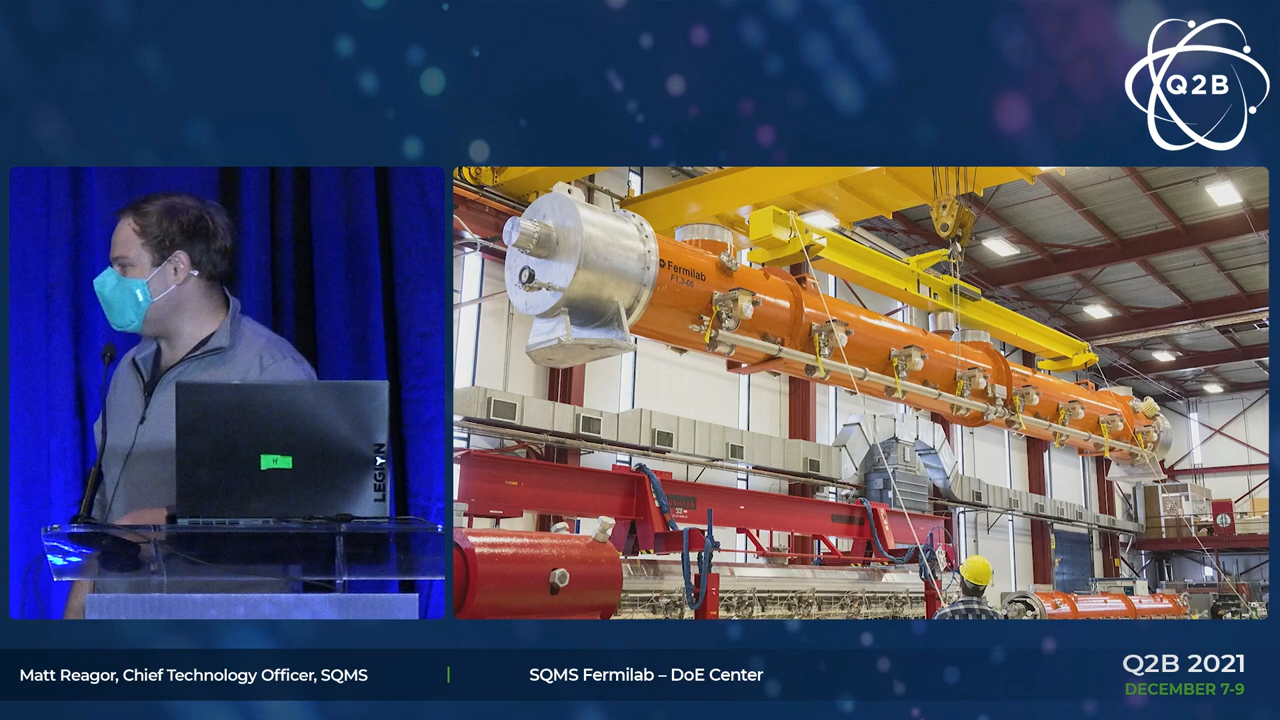 Q2B
Fermilab
F1.3-06
H
LEGION
Matt Reagor, Chief Technology Officer, SQMS
SQMS Fermilab – DoE Center
Q2B 2021
DECEMBER 7-9